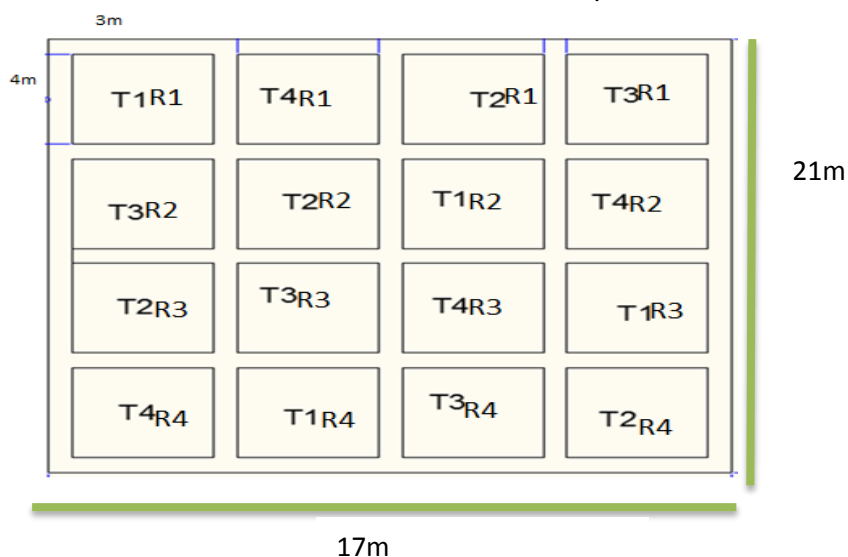 3m
4m
T1R1 T4R1 T2R1 T3R1
21m
T3R2 T2R2 T1R2 T4R2
T2R3 T3R3 T4R3 T1R3
T4R4 T1R4 T3R4 T2R4
17m